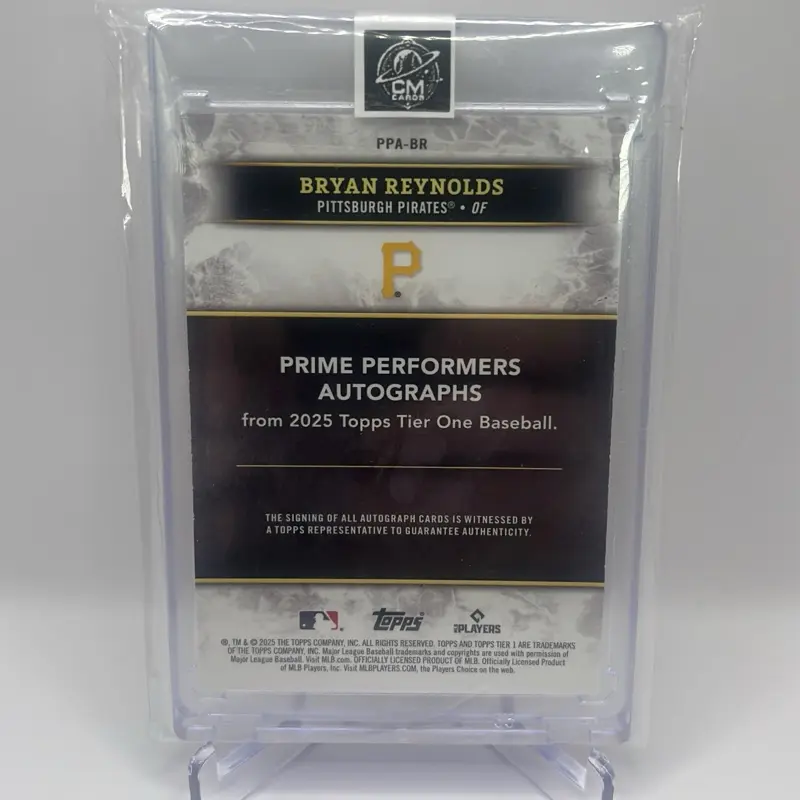 CM
CARDS
PPA-BR
BRYAN REYNOLDS
PITTSBURGH PIRATES® • OF
P
PRIME PERFORMERS
AUTOGRAPHS
from 2025 Topps Tier One Baseball.
THE SIGNING OF ALL AUTOGRAPH CARDS IS WITNESSED BY
A TOPPS REPRESENTATIVE TO GUARANTEE AUTHENTICITY.
topps
PLAYERS
®, TM & © 2025 THE TOPPS COMPANY, INC. ALL RIGHTS RESERVED. TOPPS AND TOPPS TIER 1 ARE TRADEMARKS
OF THE TOPPS COMPANY, INC. Major League Baseball trademarks and copyrights are used with permission of
Major League Baseball. Visit MLB.com. OFFICIALLY LICENSED PRODUCT OF MLB. Officially Licensed Product
of MLB Players, Inc. Visit MLBPLAYERS.COM, the Players Choice on the web.